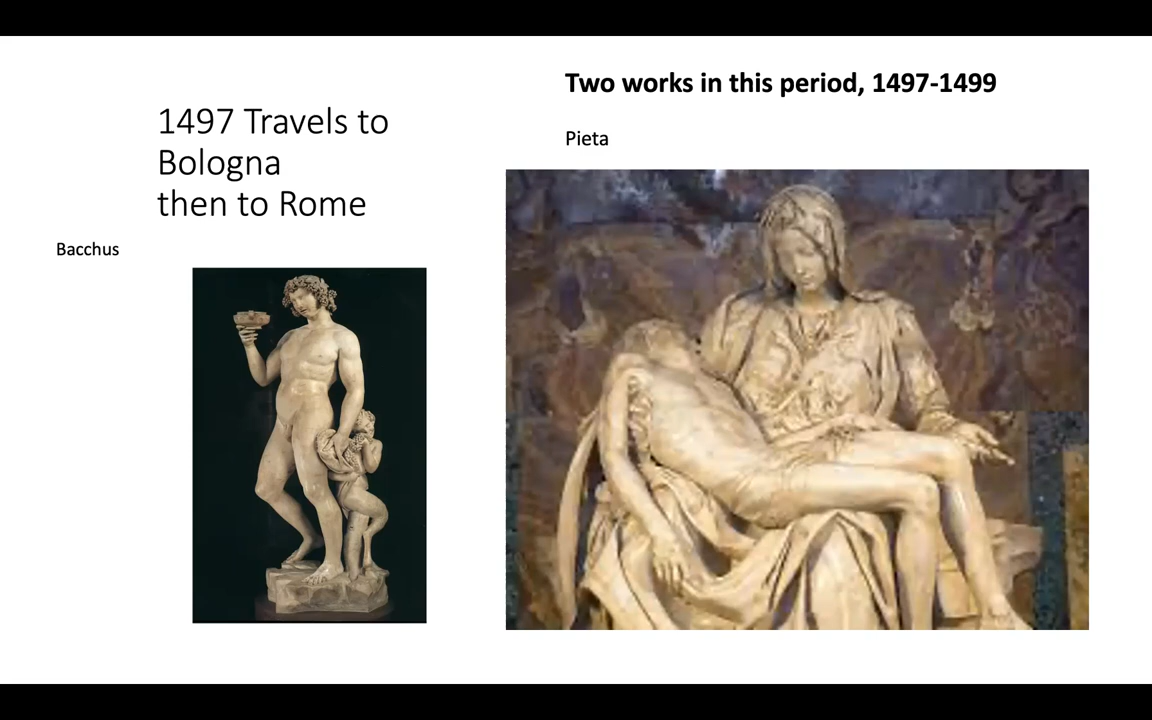 1497 Travels to
Bologna
then to Rome
Bacchus
Two works in this period, 1497-1499
Pieta